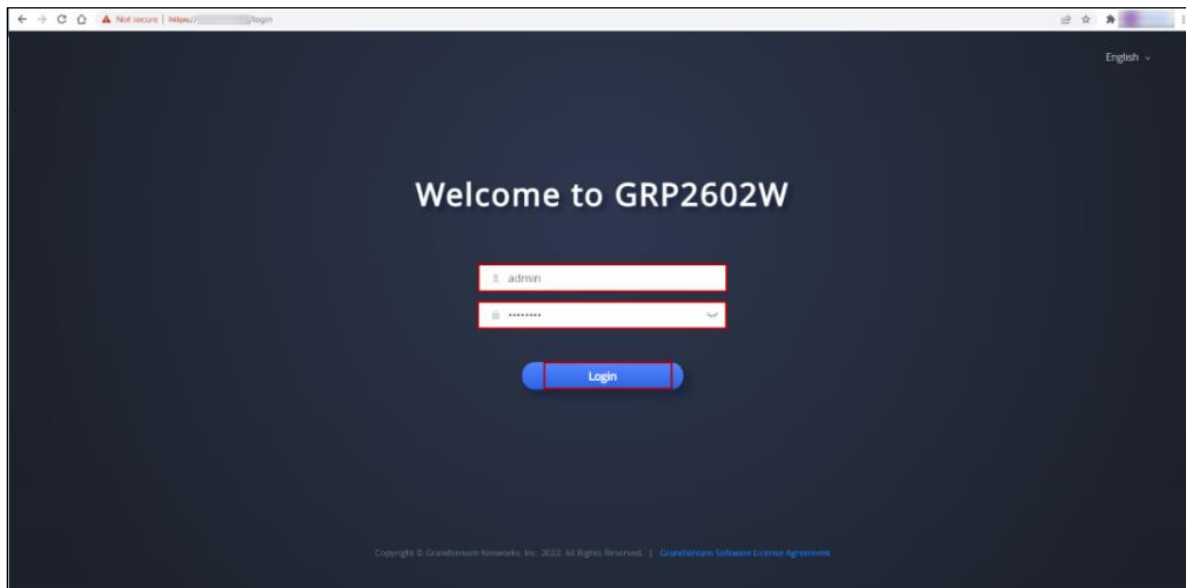 Not secure | https:// /login
English
Welcome to GRP2602W
admin
••••••••
Login
Copyright © Grandstream Networks, Inc. 2022. All Rights Reserved. | Grandstream Software License Agreement